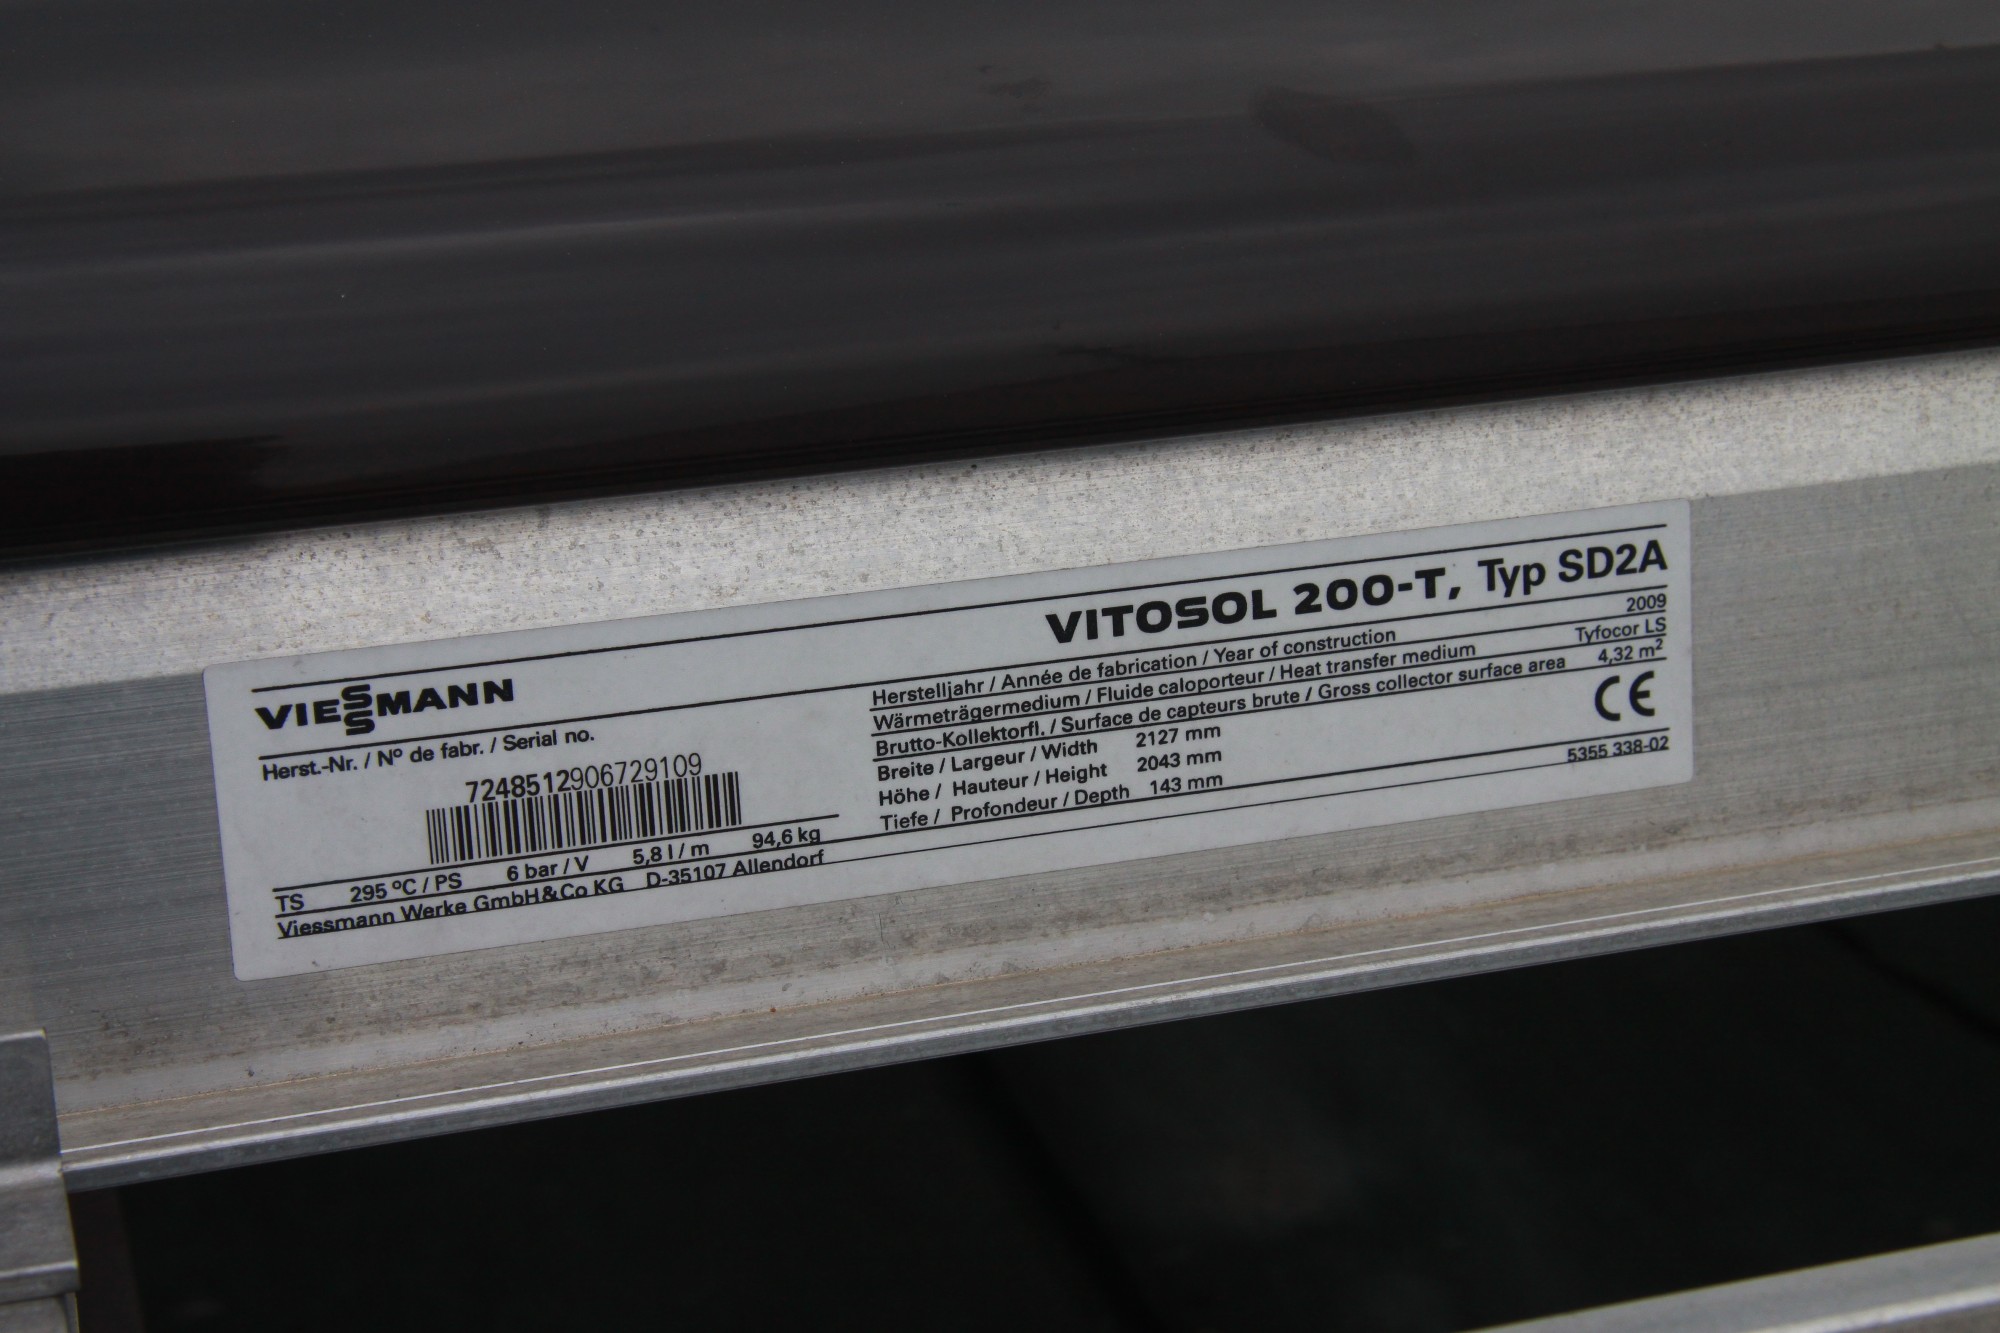 VIESSMANN
Herst.-Nr. / Nº de fabr. / Serial no.
7248512906729109
TS 295 ºC / PS 6 bar / V 5,8 l / m 94,6 kg
Viessmann Werke GmbH&Co KG D-35107 Allendorf
VITOSOL 200-T, Typ SD2A
Herstelljahr / Année de fabrication / Year of construction 2009
Wärmeträgermedium / Fluide caloporteur / Heat transfer medium Tyfocor LS
Brutto-Kollektorfl. / Surface de capteurs brute / Gross collector surface area 4,32 m²
Breite / Largeur / Width 2127 mm
Höhe / Hauteur / Height 2043 mm
Tiefe / Profondeur / Depth 143 mm
CE
5355 338-02